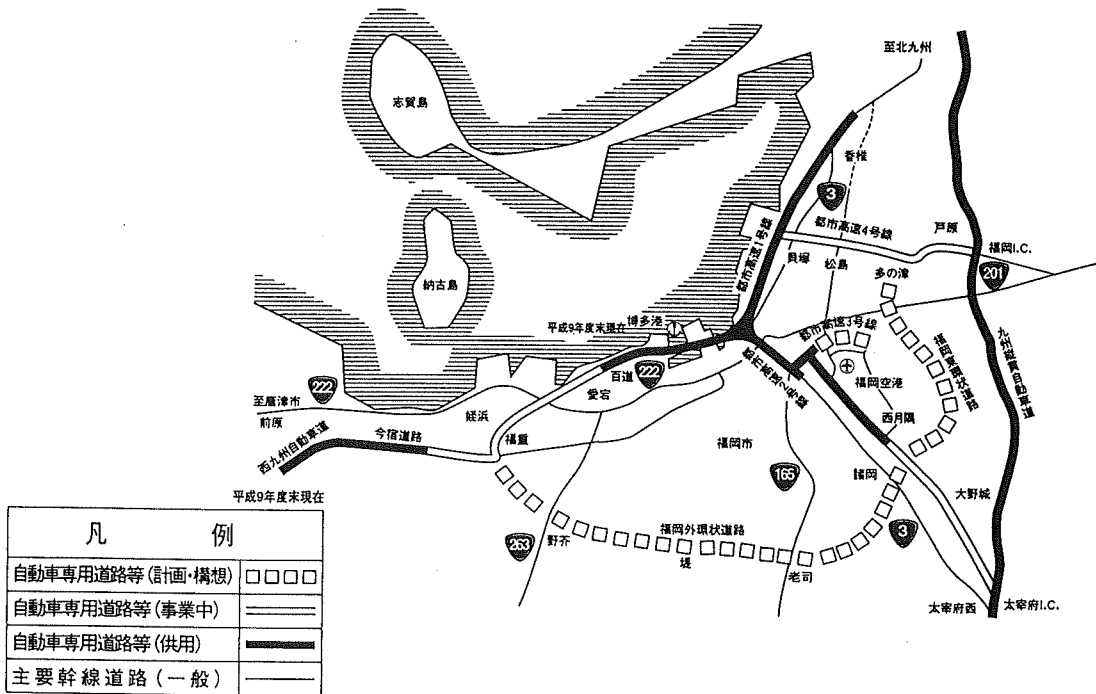 至北九州
志賀島
香椎
3
都市高速1号線
都市高速4号線
戸原
福岡I.C.
貝塚
松島
多の津
201
納古島
博多港
平成9年度末現在
都市高速3号線
福岡東環状道路
九州縦貫自動車道
222
百道
222
愛宕
都市高速2号線
福岡空港
至唐津市
前原
姪浜
西月隈
西九州自動車道
今宿道路
福重
福岡市
諸岡
165
大野城
平成9年度末現在
福岡外環状道路
263
野芥
堤
老司
3
太宰府西
太宰府I.C.
凡例
自動車専用道路等(計画・構想)
自動車専用道路等(事業中)
自動車専用道路等(供用)
主要幹線道路(一般)